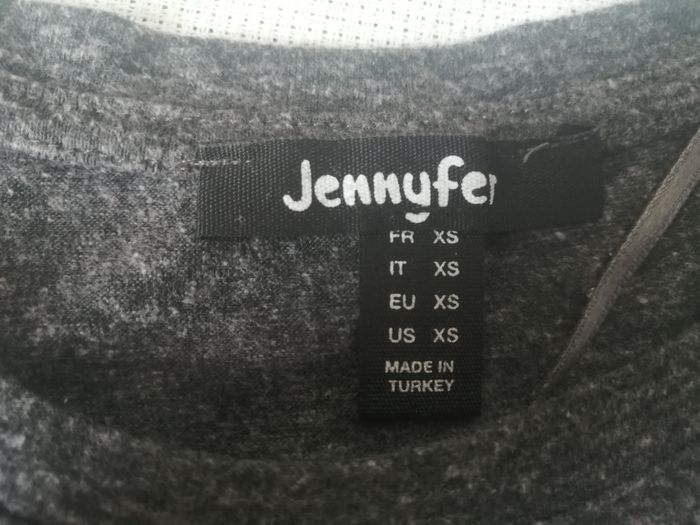 Jennyfer
FR XS
IT XS
EU XS
US XS
MADE IN
TURKEY